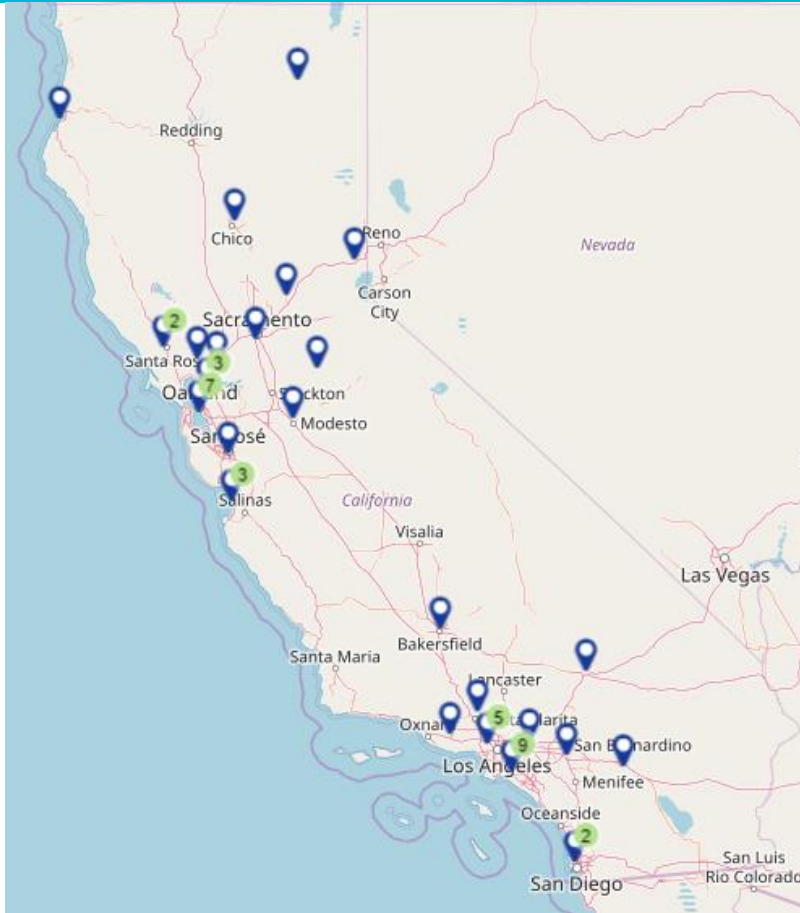 Redding
Chico
Reno
Nevada
Carson
City
2
Sacramento
Santa Ros
3
7
Oakland
Stockton
Modesto
San José
3
Salinas
California
Visalia
Las Vegas
Bakersfield
Santa Maria
Lancaster
5
Santa Clarita
Oxna
9
San Bernardino
Los Angeles
Menifee
Oceanside
2
San Diego
San Luis
Rio Colorado